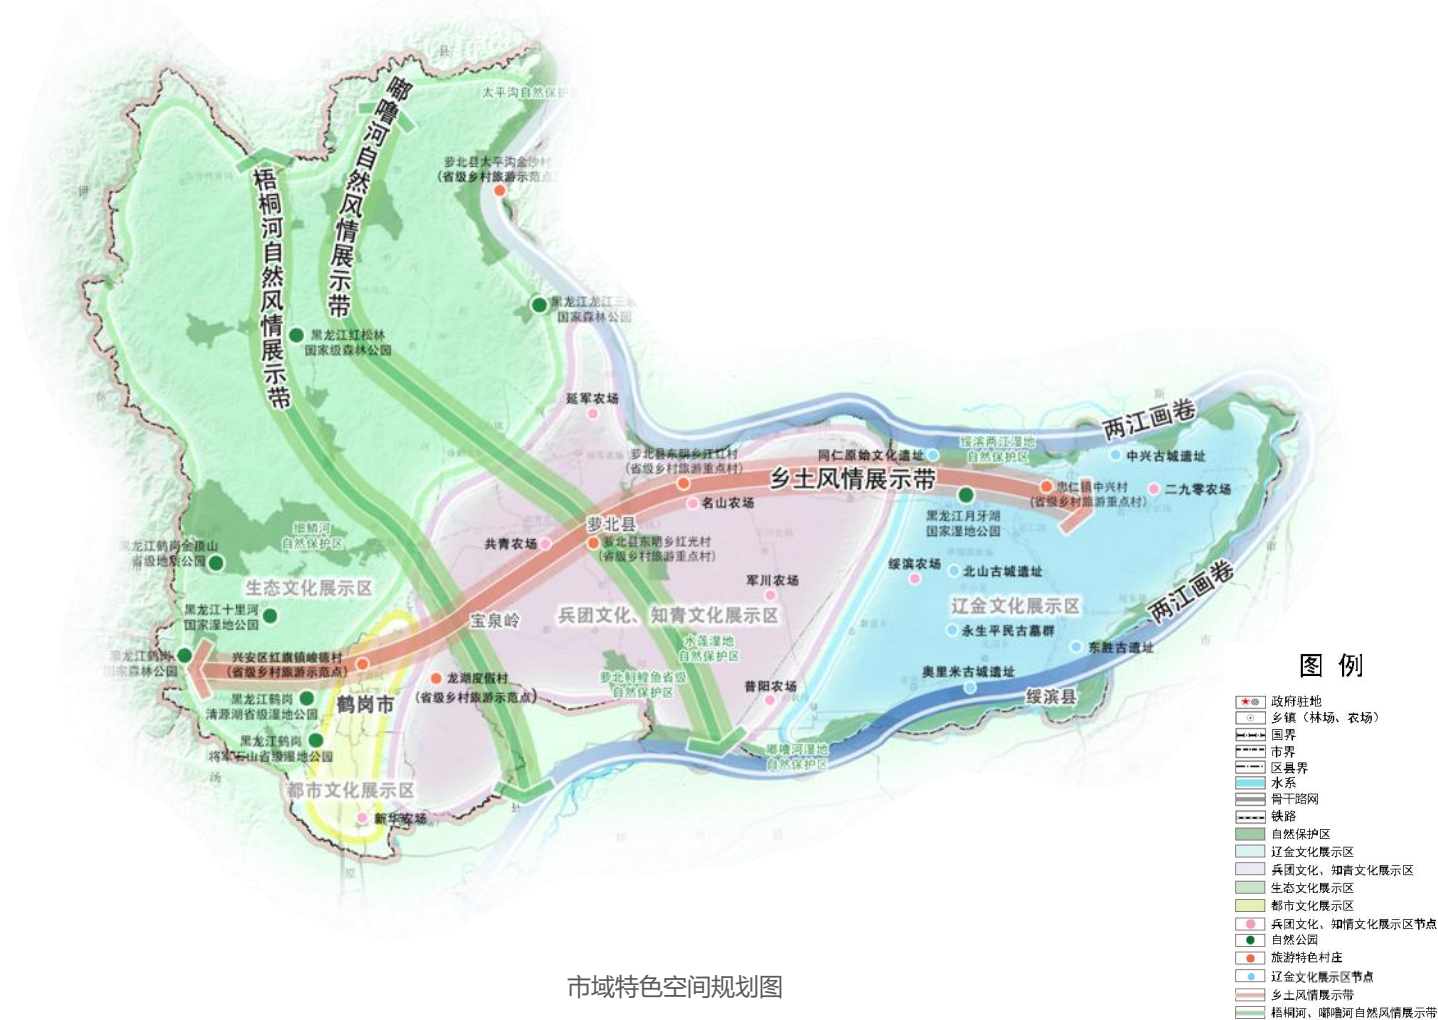 嘟噜河自然风情展示带
梧桐河自然风情展示带
太平沟自然保护区
萝北县太平沟金沙村
(省级乡村旅游示范点)
黑龙江龙江三峡
国家森林公园
黑龙江红松林
国家级森林公园
延军农场
两江画卷
萝北县东明乡江红村
(省级乡村旅游重点村)
同仁原始文化遗址
绥滨两江湿地
自然保护区
中兴古城遗址
乡土风情展示带
忠仁镇中兴村
(省级乡村旅游重点村)
二九零农场
名山农场
黑龙江月牙湖
国家湿地公园
细鳞河
自然保护区
萝北县
共青农场
萝北县东明乡红光村
(省级乡村旅游重点村)
黑龙江鹤岗金顶山
省级地质公园
生态文化展示区
军川农场
绥滨农场
北山古城遗址
两江画卷
黑龙江十里河
国家湿地公园
宝泉岭
兵团文化、知青文化展示区
辽金文化展示区
永生平民古墓群
水莲湿地
自然保护区
东胜古遗址
黑龙江鹤岗
国家森林公园
兴安区红旗镇峻德村
(省级乡村旅游示范点)
龙湖度假村
(省级乡村旅游示范点)
萝北鲟鳇鱼省级
自然保护区
普阳农场
奥里米古城遗址
绥滨县
黑龙江鹤岗
清源湖省级湿地公园
鹤岗市
黑龙江鹤岗
将军石山省级湿地公园
嘟噜河湿地
自然保护区
都市文化展示区
新华农场
图例
政府驻地
乡镇（林场、农场）
国界
市界
区县界
水系
骨干路网
铁路
自然保护区
辽金文化展示区
兵团文化、知青文化展示区
生态文化展示区
都市文化展示区
兵团文化、知情文化展示区节点
自然公园
旅游特色村庄
辽金文化展示区节点
乡土风情展示带
梧桐河、嘟噜河自然风情展示带
市域特色空间规划图